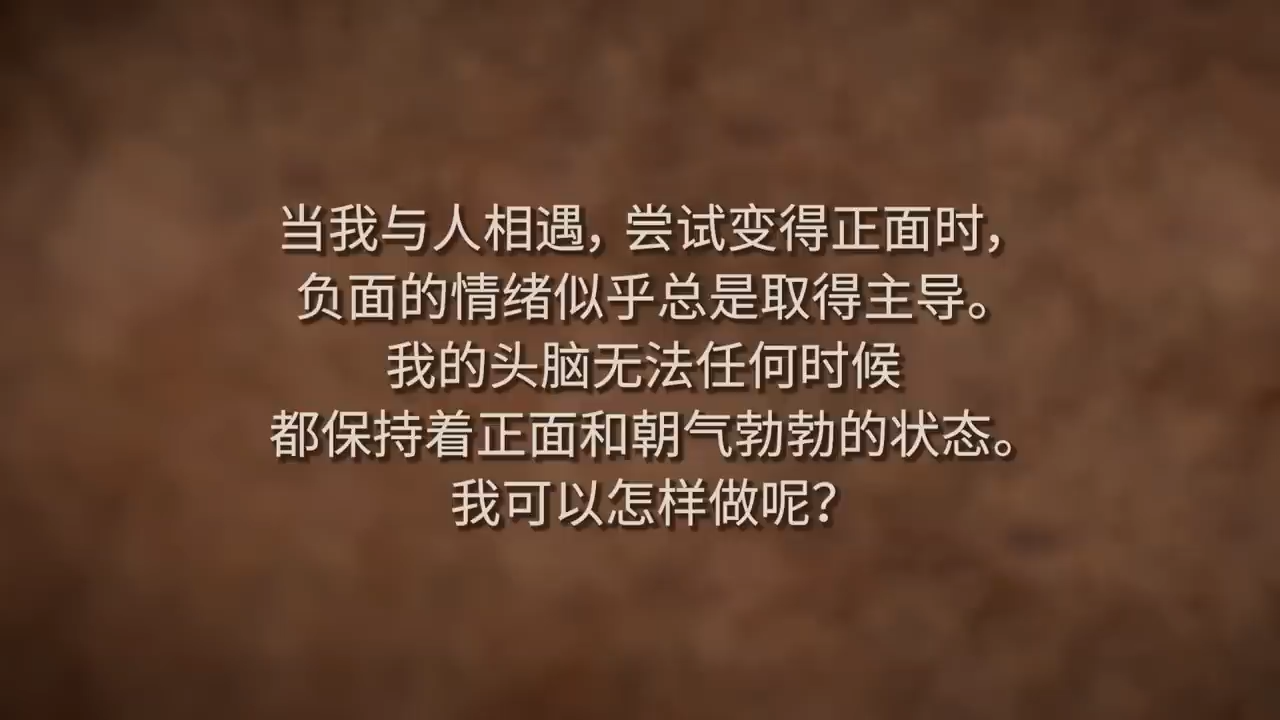 当我与人相遇，尝试变得正面时，
负面的情绪似乎总是取得主导。
我的头脑无法任何时候
都保持着正面和朝气勃勃的状态。
我可以怎样做呢？